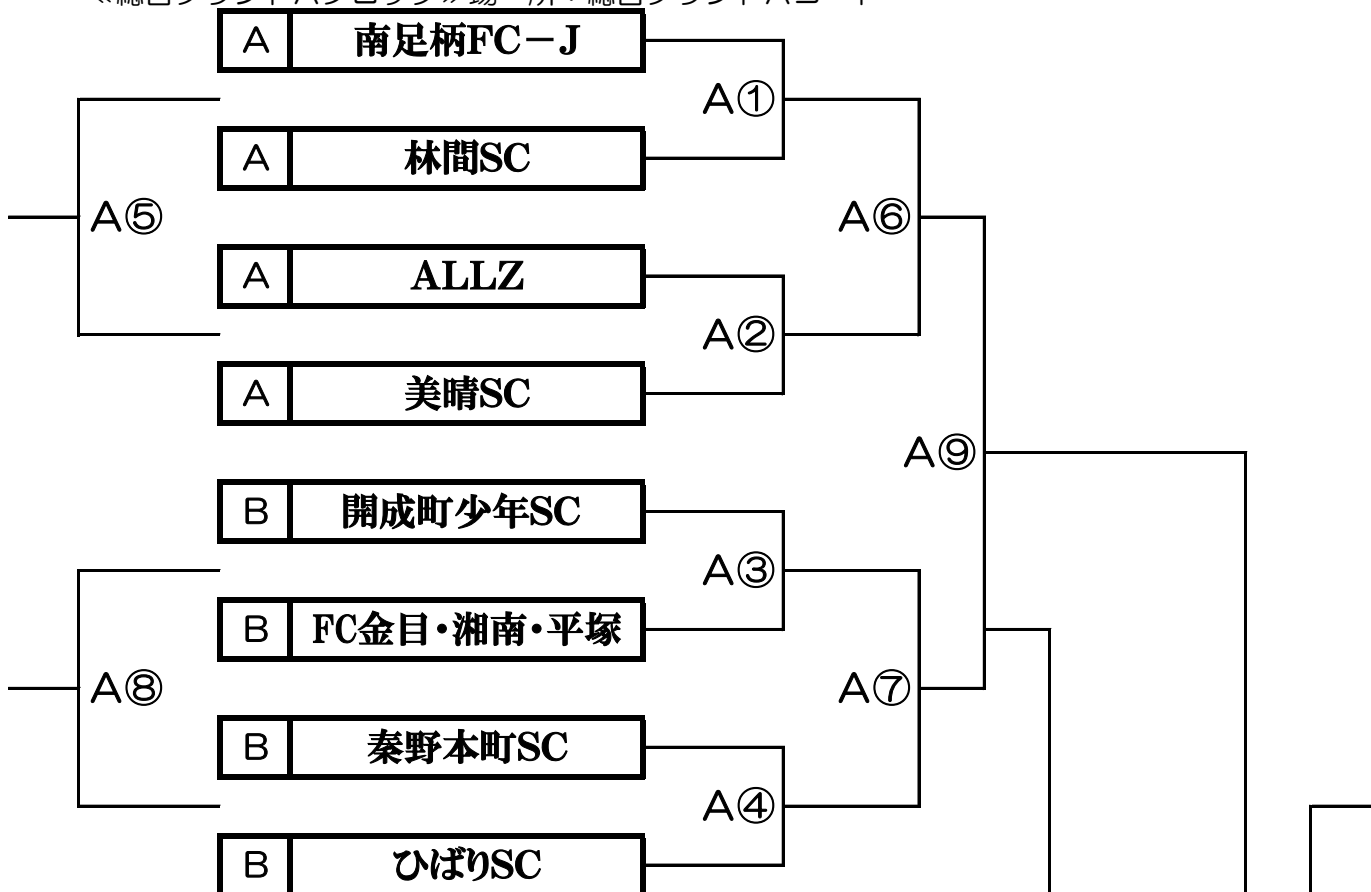 A 南足柄FC－J
A①
A 林間SC
A⑤
A⑥
A ALLZ
A②
A 美晴SC
A⑨
B 開成町少年SC
A③
B FC金目・湘南・平塚
A⑧
A⑦
B 秦野本町SC
A④
B ひばりSC